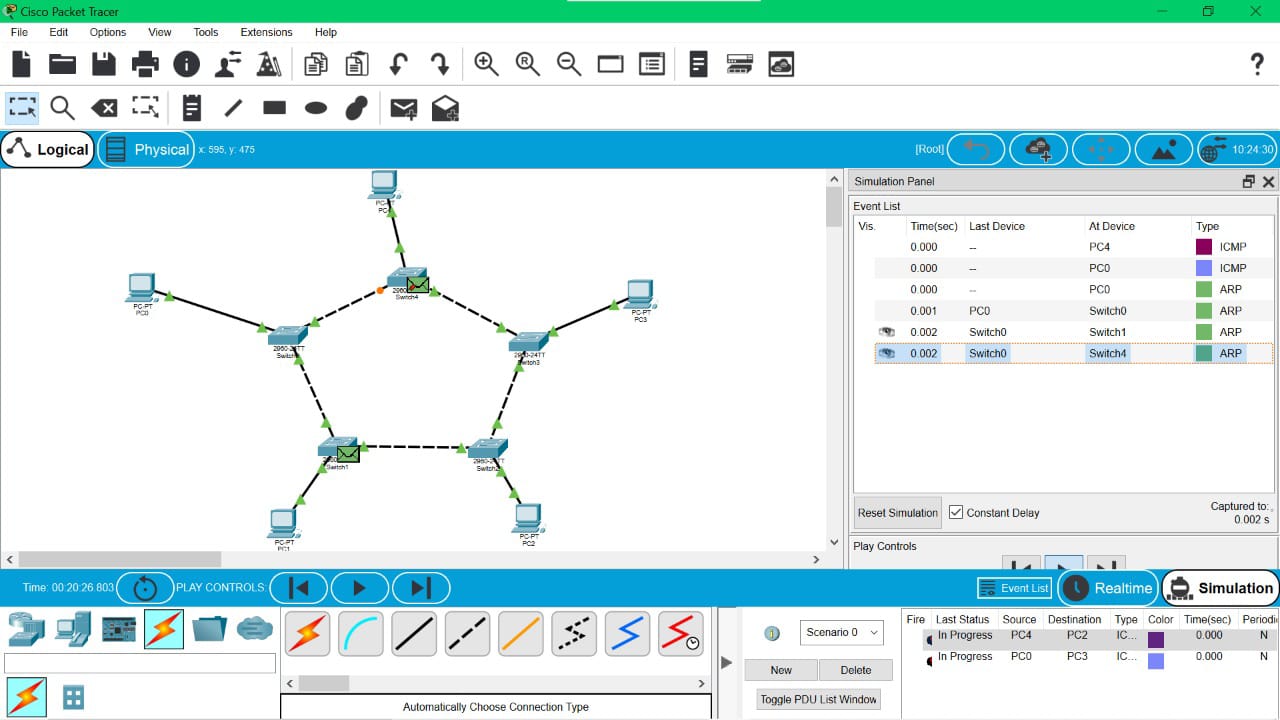 Cisco Packet Tracer
File Edit Options View Tools Extensions Help
R
?
Logical Physical x: 595, y: 475 [Root] 10:24:30
PC-PT
PC-PT
PC0
2960
Switch4
PC-PT
PC3
2960-24TT
2960-24TT
Switch3
Switch1
Switch2
PC-PT
PC1
PC-PT
PC2
Simulation Panel
Event List
Vis. Time(sec) Last Device At Device Type
0.000 -- PC4 ICMP
0.000 -- PC0 ICMP
0.000 -- PC0 ARP
0.001 PC0 Switch0 ARP
0.002 Switch0 Switch1 ARP
0.002 Switch0 Switch4 ARP
Reset Simulation Constant Delay Captured to:
0.002 s
Play Controls
Time: 00:20:26.803 PLAY CONTROLS: Event List Realtime Simulation
Automatically Choose Connection Type
Scenario 0
New Delete
Toggle PDU List Window
Fire Last Status Source Destination Type Color Time(sec) Periodi
In Progress PC4 PC2 IC... 0.000 N
In Progress PC0 PC3 IC... 0.000 N